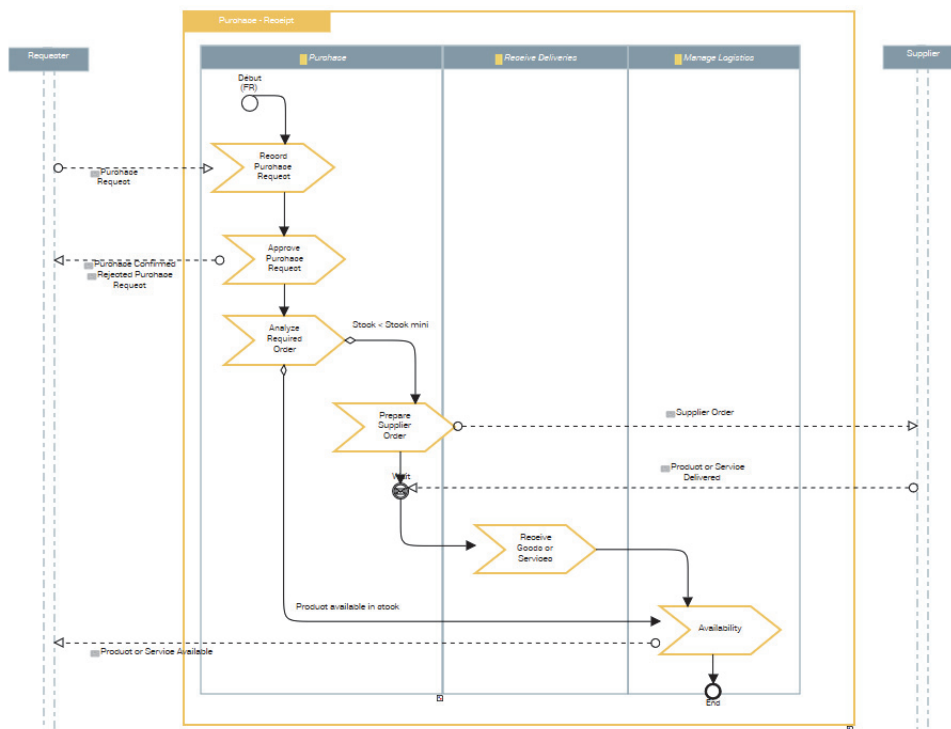 Purchase - Receipt
Requester
Supplier
Purchase
Receive Deliveries
Manage Logistics
Début
(FR)
Record
Purchase
Request
Purchase
Request
Approve
Purchase
Request
Purchase Confirmed
Rejected Purchase
Request
Analyze
Required
Order
Stock < Stock mini
Prepare
Supplier
Order
Supplier Order
Product or Service
Delivered
Wait
Receive
Goods or
Services
Product available in stock
Availability
Product or Service Available
End